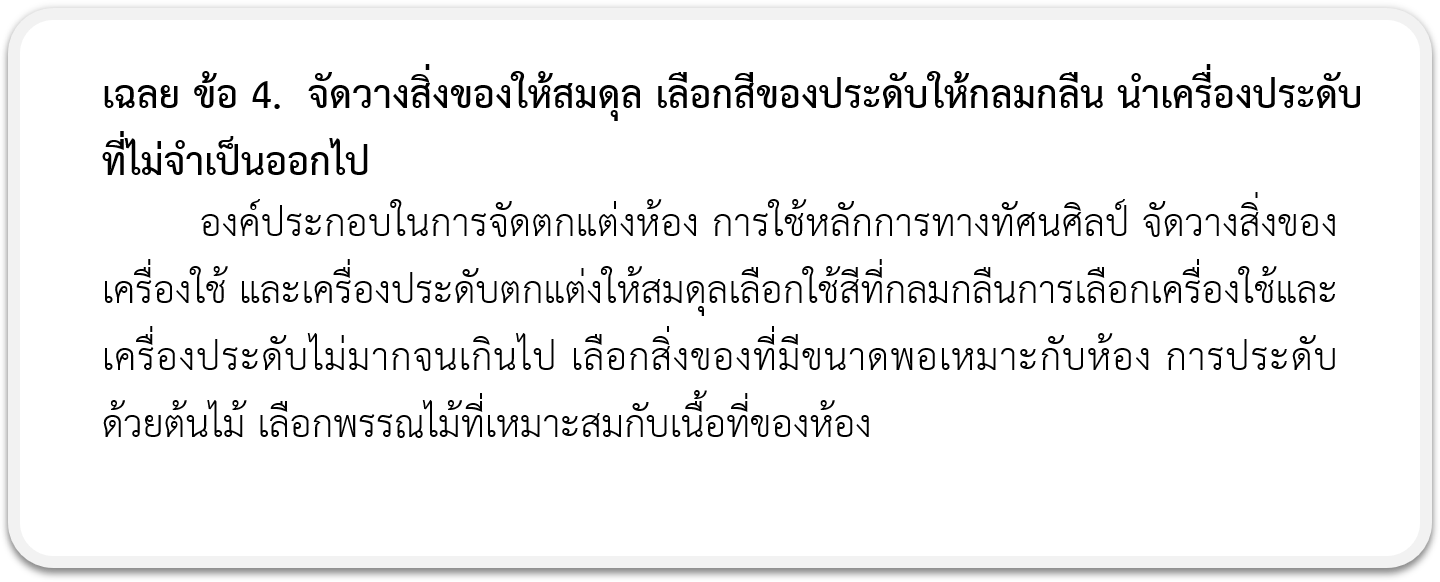 เฉลย ข้อ 4. จัดวางสิ่งของให้สมดุล เลือกสีของประดับให้กลมกลืน นำเครื่องประดับ
ที่ไม่จำเป็นออกไป
องค์ประกอบในการจัดตกแต่งห้อง การใช้หลักการทางทัศนศิลป์ จัดวางสิ่งของ
เครื่องใช้ และเครื่องประดับตกแต่งให้สมดุลเลือกใช้สีที่กลมกลืนการเลือกเครื่องใช้และ
เครื่องประดับไม่มากจนเกินไป เลือกสิ่งของที่มีขนาดพอเหมาะกับห้อง การประดับ
ด้วยต้นไม้ เลือกพรรณไม้ที่เหมาะสมกับเนื้อที่ของห้อง